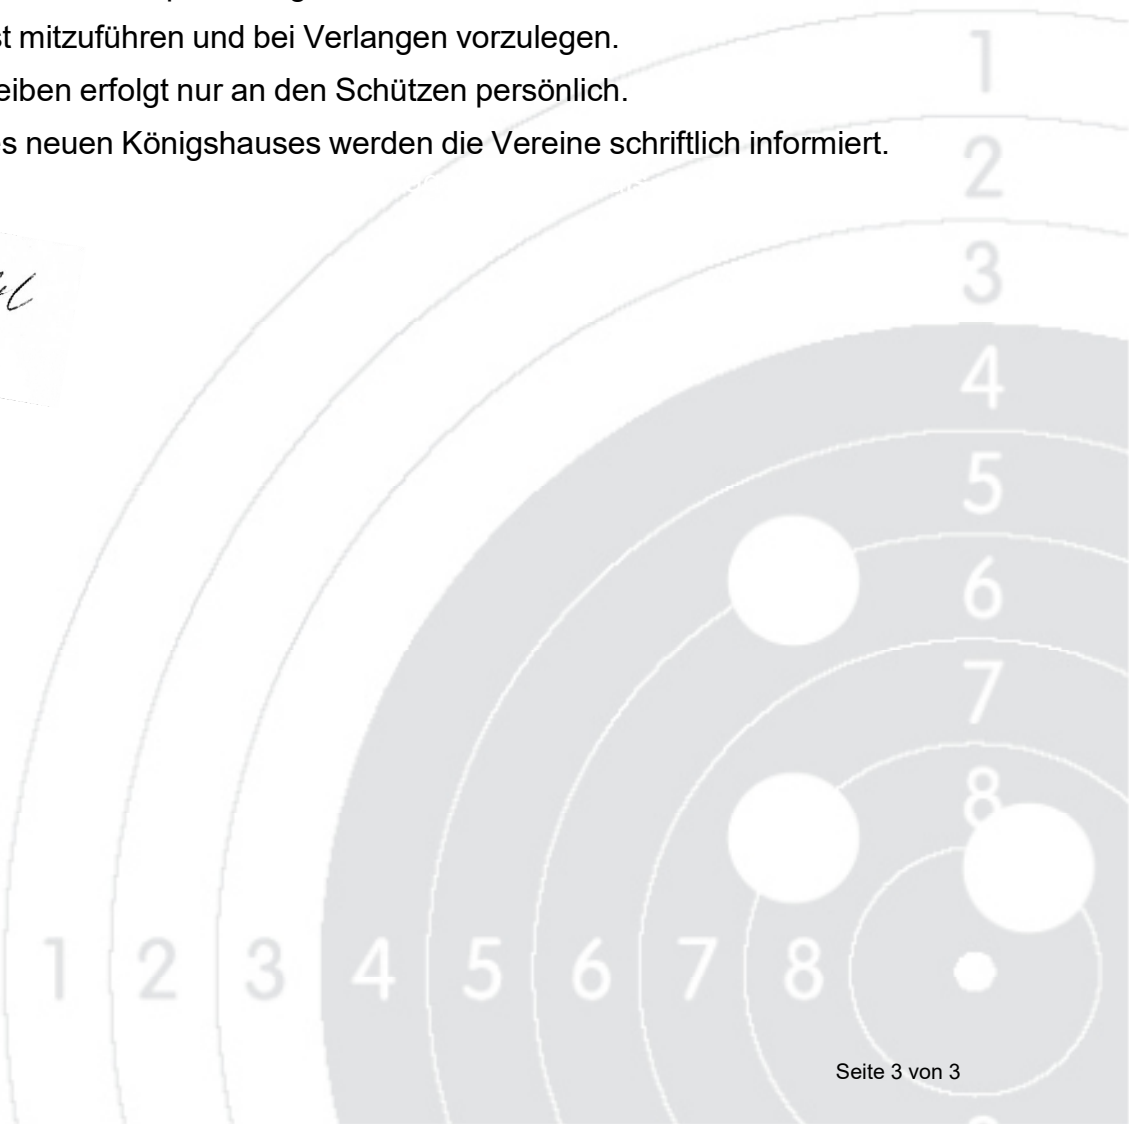 st mitzuführen und bei Verlangen vorzulegen.
eiben erfolgt nur an den Schützen persönlich.
es neuen Königshauses werden die Vereine schriftlich informiert.
1
2
3
4
5
6
7
8
1 2 3 4 5 6 7 8
Seite 3 von 3